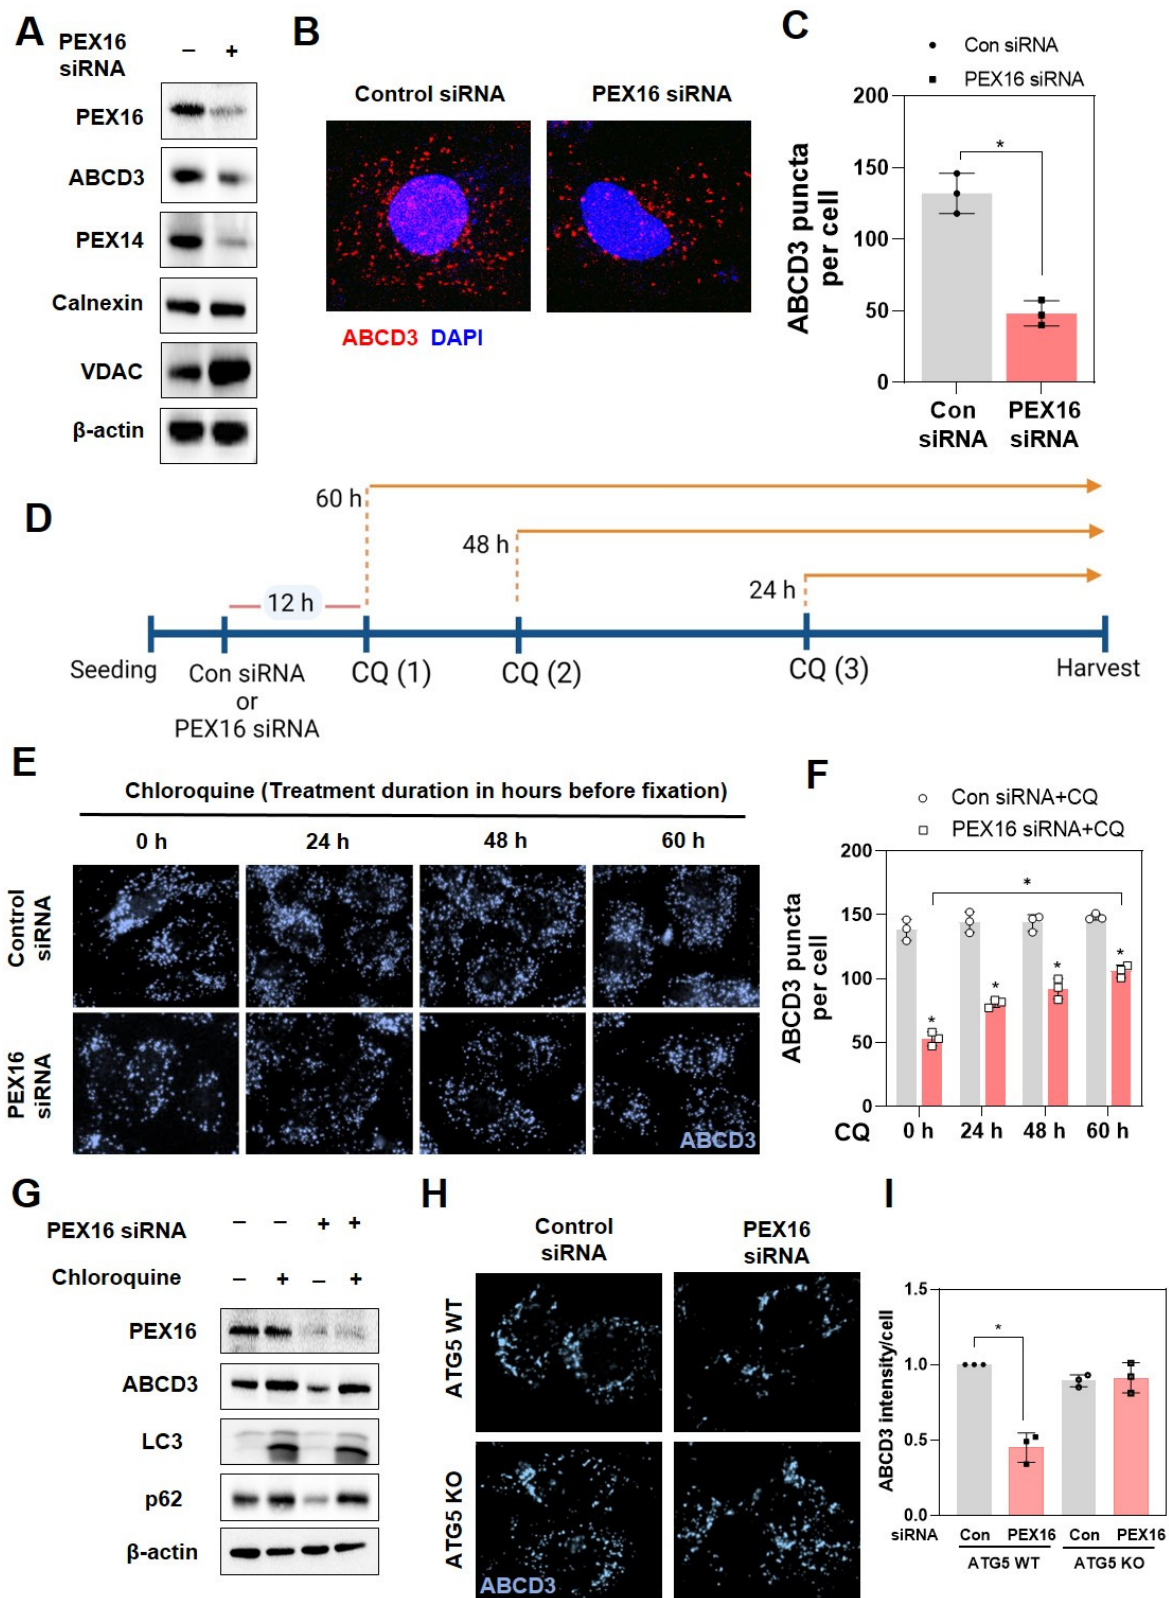 A
PEX16
siRNA
– +
PEX16
ABCD3
PEX14
Calnexin
VDAC
β-actin
B
Control siRNA PEX16 siRNA
ABCD3 DAPI
C
Con siRNA
PEX16 siRNA
200
150
100
50
0
ABCD3 puncta
per cell
*
Con
siRNA
PEX16
siRNA
D
60 h
48 h
24 h
12 h
Seeding
Con siRNA
or
PEX16 siRNA
CQ (1)
CQ (2)
CQ (3)
Harvest
E
Chloroquine (Treatment duration in hours before fixation)
0 h 24 h 48 h 60 h
Control
siRNA
PEX16
siRNA
ABCD3
F
Con siRNA+CQ
PEX16 siRNA+CQ
200
150
100
50
0
ABCD3 puncta
per cell
*
* * * *
CQ 0 h 24 h 48 h 60 h
G
PEX16 siRNA – – + +
Chloroquine – + – +
PEX16
ABCD3
LC3
p62
β-actin
H
Control
siRNA
PEX16
siRNA
ATG5 WT
ATG5 KO
ABCD3
I
1.5
1.0
0.5
0.0
ABCD3 intensity/cell
*
siRNA Con PEX16 Con PEX16
ATG5 WT ATG5 KO